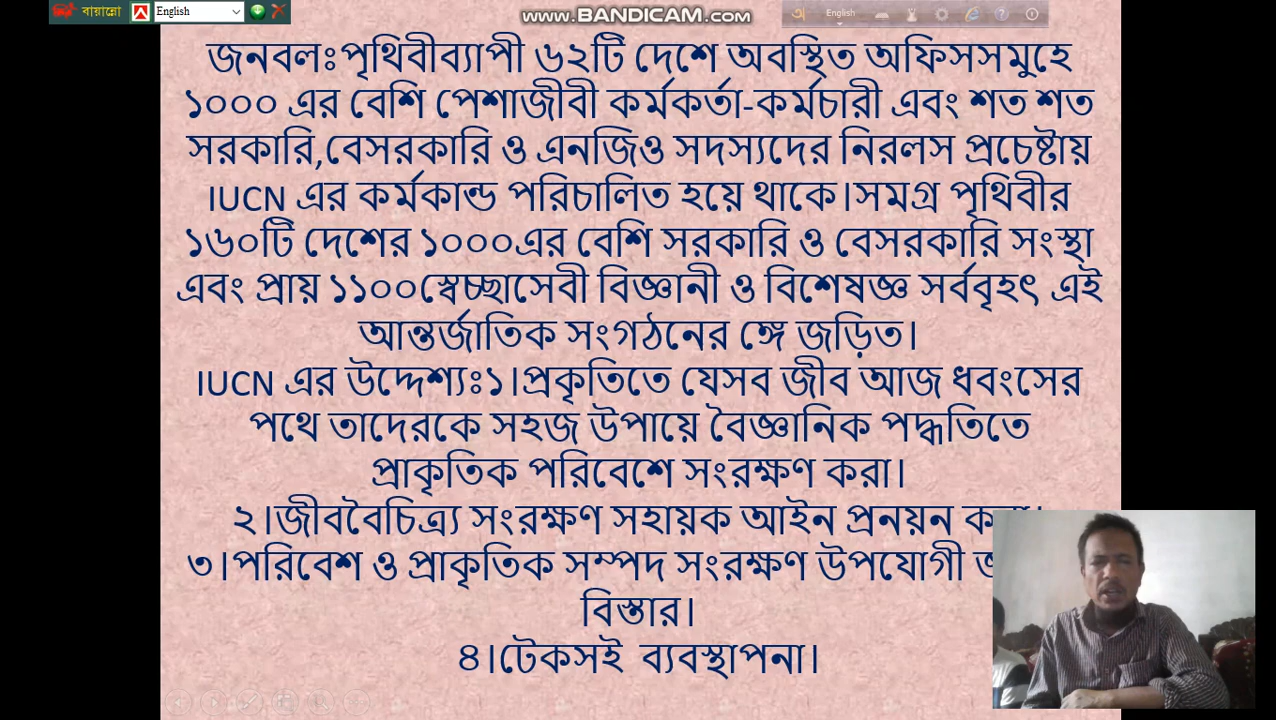 বায়ান্নো English
www.BANDICAM.com
অ English
জনবলঃপৃথিবীব্যাপী ৬২টি দেশে অবস্থিত অফিসসমুহে
১০০০ এর বেশি পেশাজীবী কর্মকর্তা-কর্মচারী এবং শত শত
সরকারি,বেসরকারি ও এনজিও সদস্যদের নিরলস প্রচেষ্টায়
IUCN এর কর্মকান্ড পরিচালিত হয়ে থাকে।সমগ্র পৃথিবীর
১৬০টি দেশের ১০০০এর বেশি সরকারি ও বেসরকারি সংস্থা
এবং প্রায় ১১০০স্বেচ্ছাসেবী বিজ্ঞানী ও বিশেষজ্ঞ সর্ববৃহৎ এই
আন্তর্জাতিক সংগঠনের ঙ্গে জড়িত।
IUCN এর উদ্দেশ্যঃ১।প্রকৃতিতে যেসব জীব আজ ধবংসের
পথে তাদেরকে সহজ উপায়ে বৈজ্ঞানিক পদ্ধতিতে
প্রাকৃতিক পরিবেশে সংরক্ষণ করা।
২।জীববৈচিত্র্য সংরক্ষণ সহায়ক আইন প্রনয়ন করা।
৩।পরিবেশ ও প্রাকৃতিক সম্পদ সংরক্ষণ উপযোগী
বিস্তার।
৪।টেকসই ব্যবস্থাপনা।